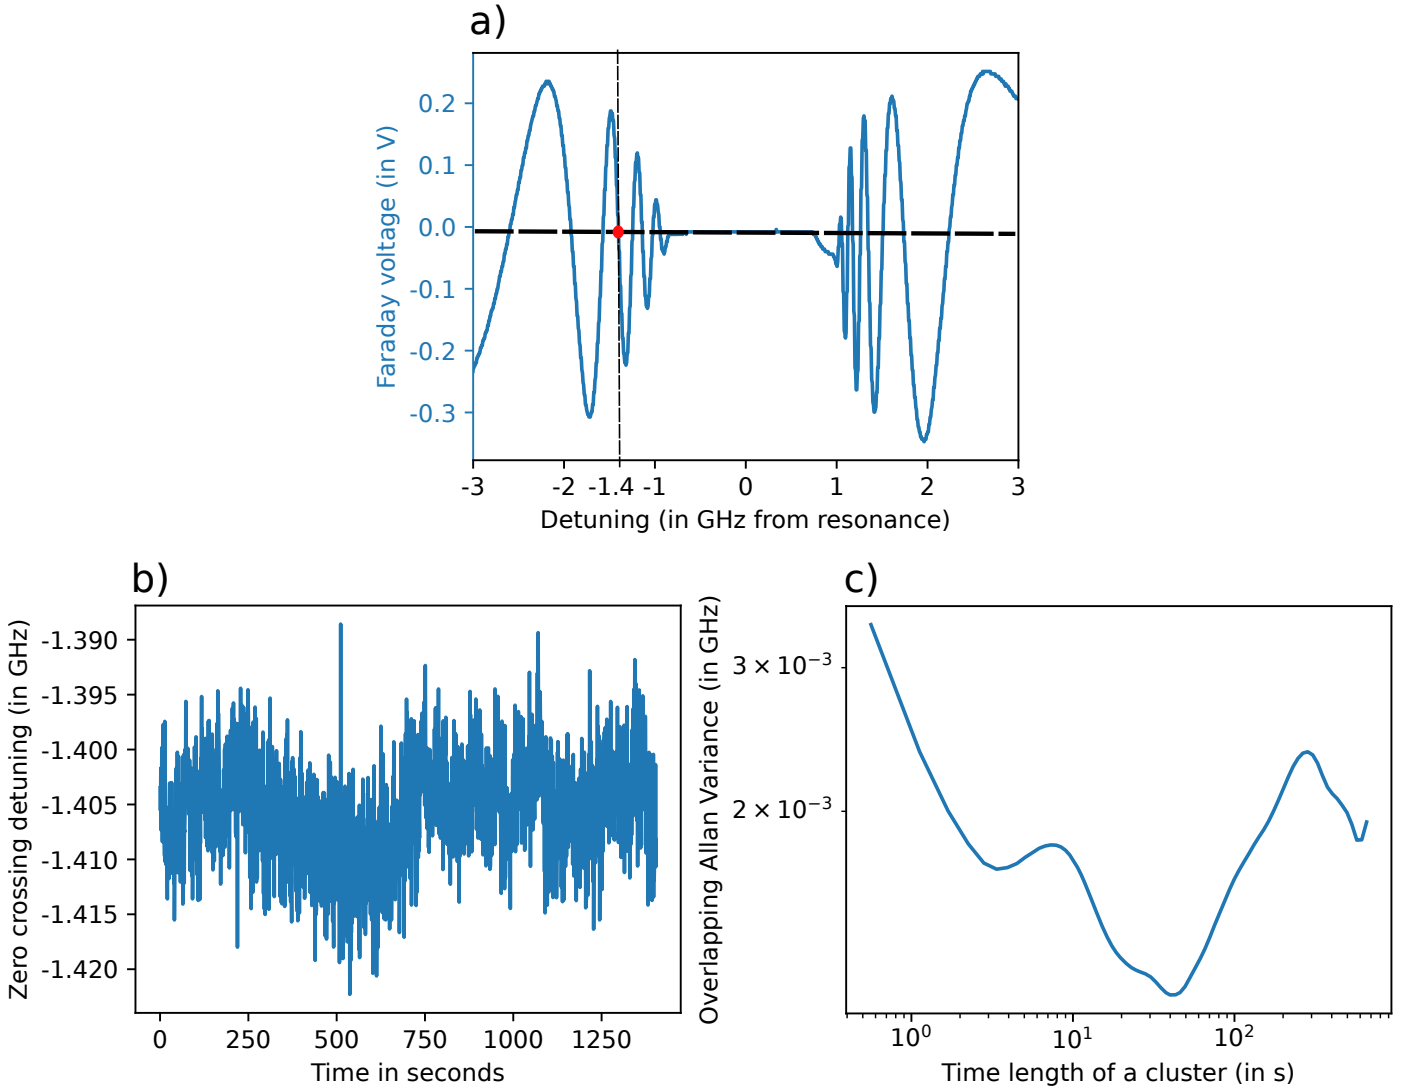 a)
Faraday voltage (in V)
0.2
0.1
0.0
-0.1
-0.2
-0.3
-3 -2 -1.4 -1 0 1 2 3
Detuning (in GHz from resonance)
b)
Zero crossing detuning (in GHz)
-1.390
-1.395
-1.400
-1.405
-1.410
-1.415
-1.420
0 250 500 750 1000 1250
Time in seconds
c)
Overlapping Allan Variance (in GHz)
3 × 10⁻³
2 × 10⁻³
10⁰ 10¹ 10²
Time length of a cluster (in s)